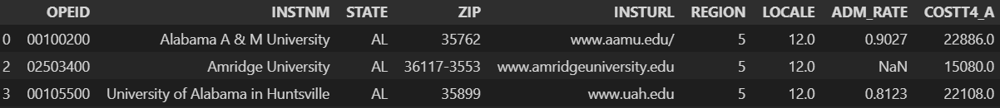 OPEID INSTNM STATE ZIP INSTURL REGION LOCALE ADM_RATE COSTT4_A
0 00100200 Alabama A & M University AL 35762 www.aamu.edu/ 5 12.0 0.9027 22886.0
2 02503400 Amridge University AL 36117-3553 www.amridgeuniversity.edu 5 12.0 NaN 15080.0
3 00105500 University of Alabama in Huntsville AL 35899 www.uah.edu 5 12.0 0.8123 22108.0